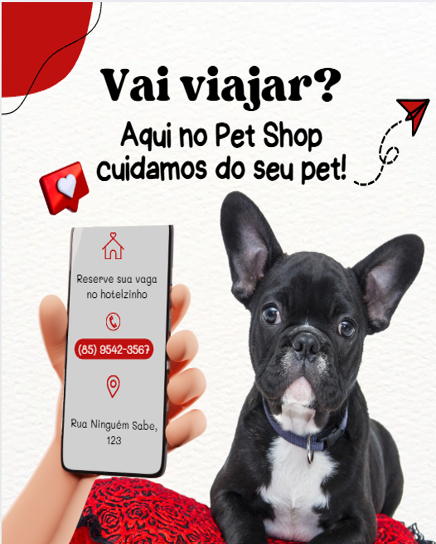 Vai viajar?
Aqui no Pet Shop
cuidamos do seu pet!
Reserve sua vaga
no hotelzinho
(85) 9542-3567
Rua Ninguém Sabe,
123